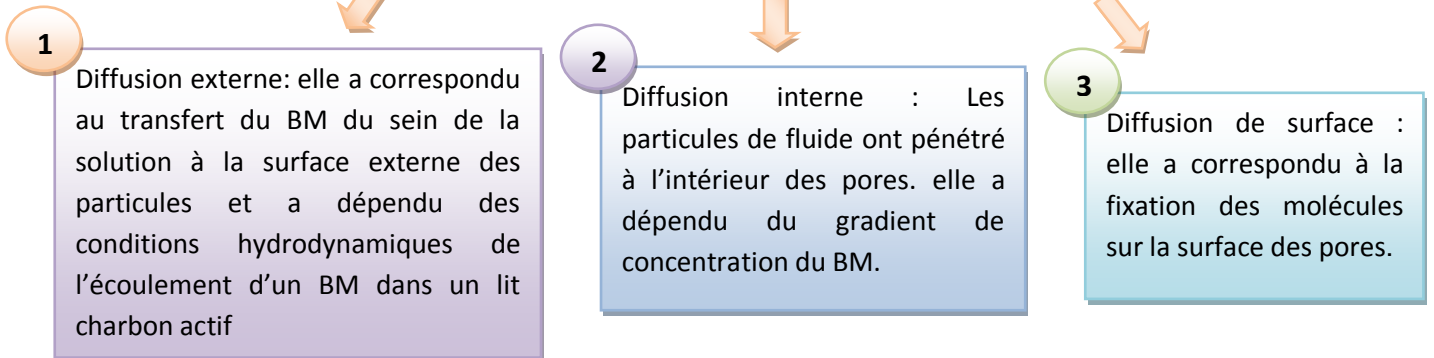 1
Diffusion externe: elle a correspondu
au transfert du BM du sein de la
solution à la surface externe des
particules et a dépendu des
conditions hydrodynamiques de
l’écoulement d’un BM dans un lit
charbon actif
2
Diffusion interne : Les
particules de fluide ont pénétré
à l’intérieur des pores. elle a
dépendu du gradient de
concentration du BM.
3
Diffusion de surface :
elle a correspondu à la
fixation des molécules
sur la surface des pores.